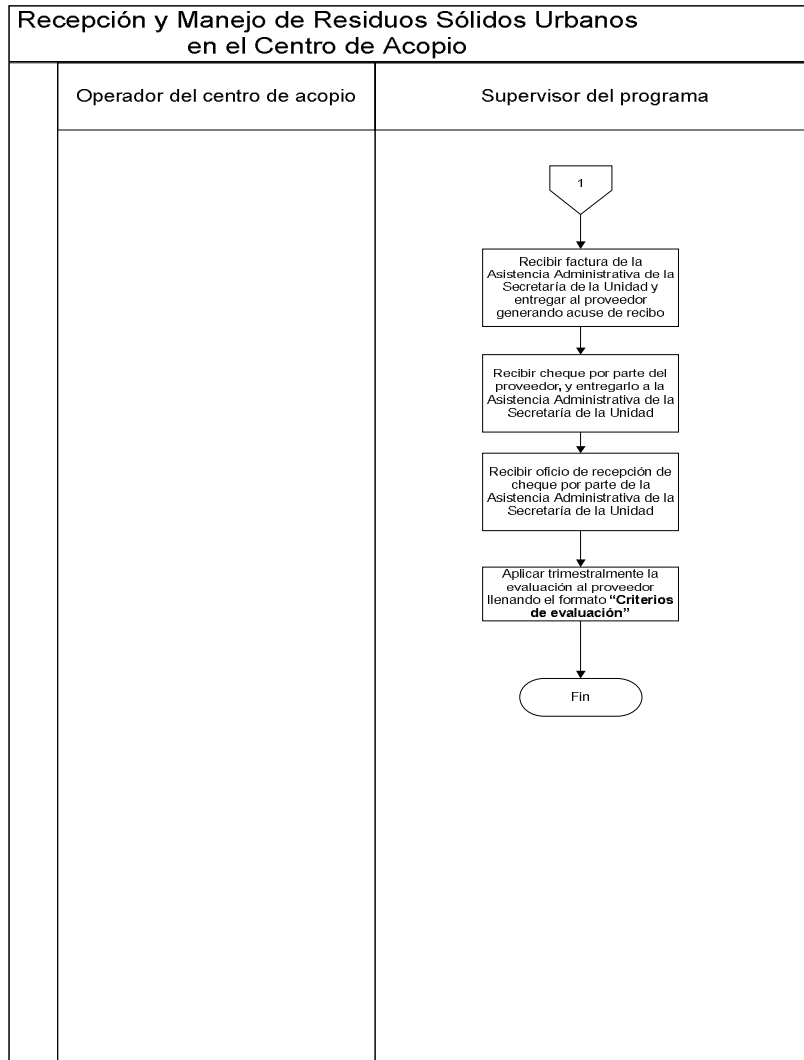 Recepción y Manejo de Residuos Sólidos Urbanos
en el Centro de Acopio
Operador del centro de acopio
Supervisor del programa
1
Recibir factura de la
Asistencia Administrativa de la
Secretaría de la Unidad y
entregar al proveedor
generando acuse de recibo
Recibir cheque por parte del
proveedor, y entregarlo a la
Asistencia Administrativa de la
Secretaría de la Unidad
Recibir oficio de recepción de
cheque por parte de la
Asistencia Administrativa de la
Secretaría de la Unidad
Aplicar trimestralmente la
evaluación al proveedor
llenando el formato “Criterios
de evaluación”
Fin